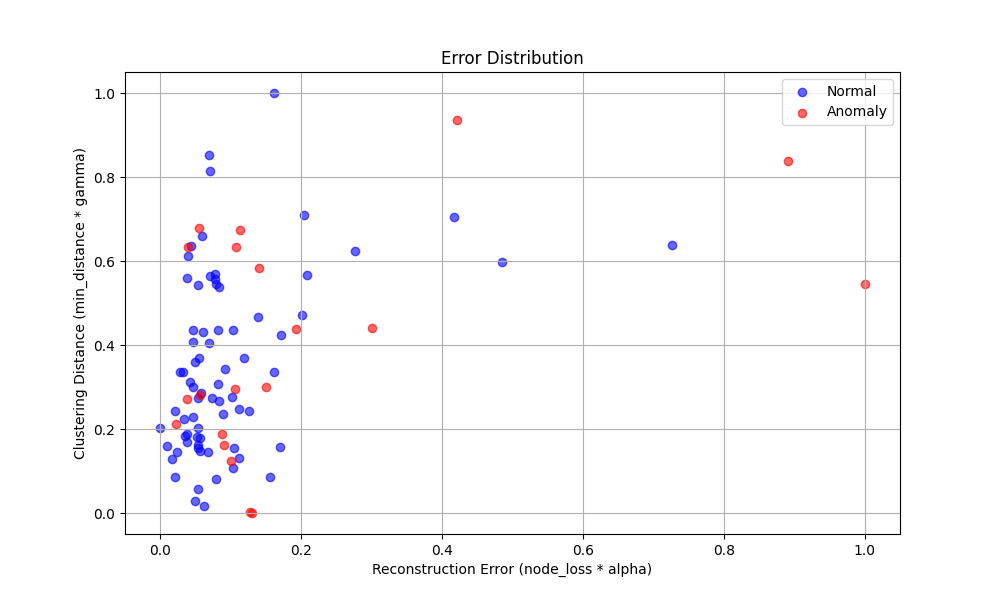 Error Distribution
Normal
Anomaly
Clustering Distance (min_distance * gamma)
1.0
0.8
0.6
0.4
0.2
0.0
0.0 0.2 0.4 0.6 0.8 1.0
Reconstruction Error (node_loss * alpha)